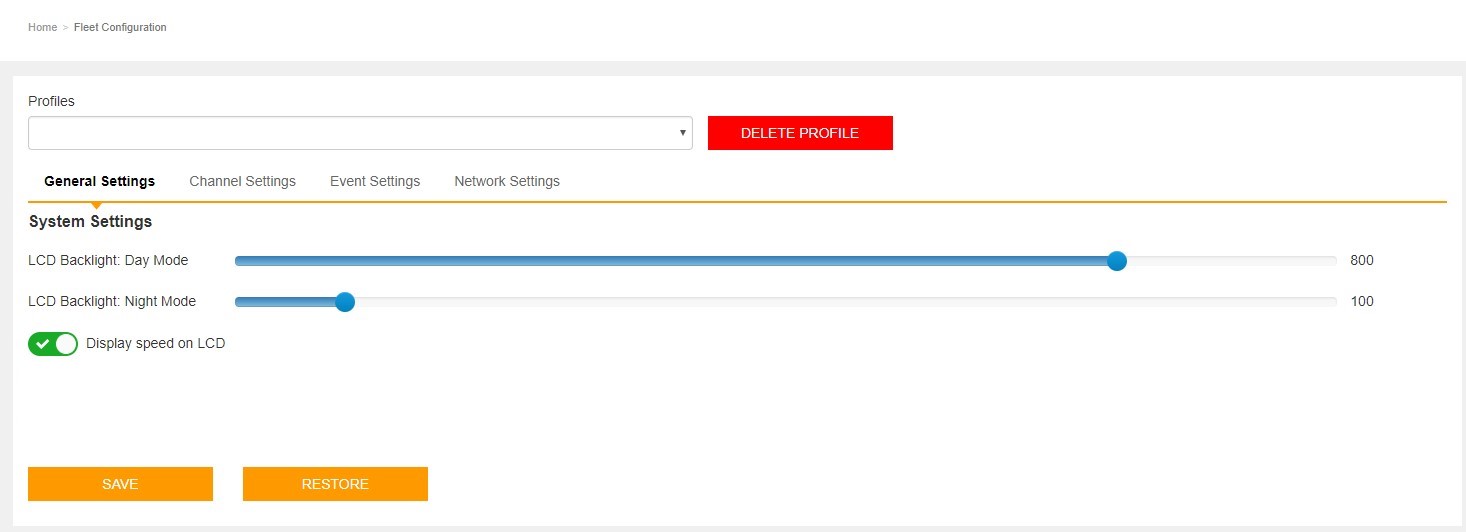 Home > Fleet Configuration
Profiles
DELETE PROFILE
General Settings Channel Settings Event Settings Network Settings
System Settings
LCD Backlight: Day Mode 800
LCD Backlight: Night Mode 100
Display speed on LCD
SAVE RESTORE